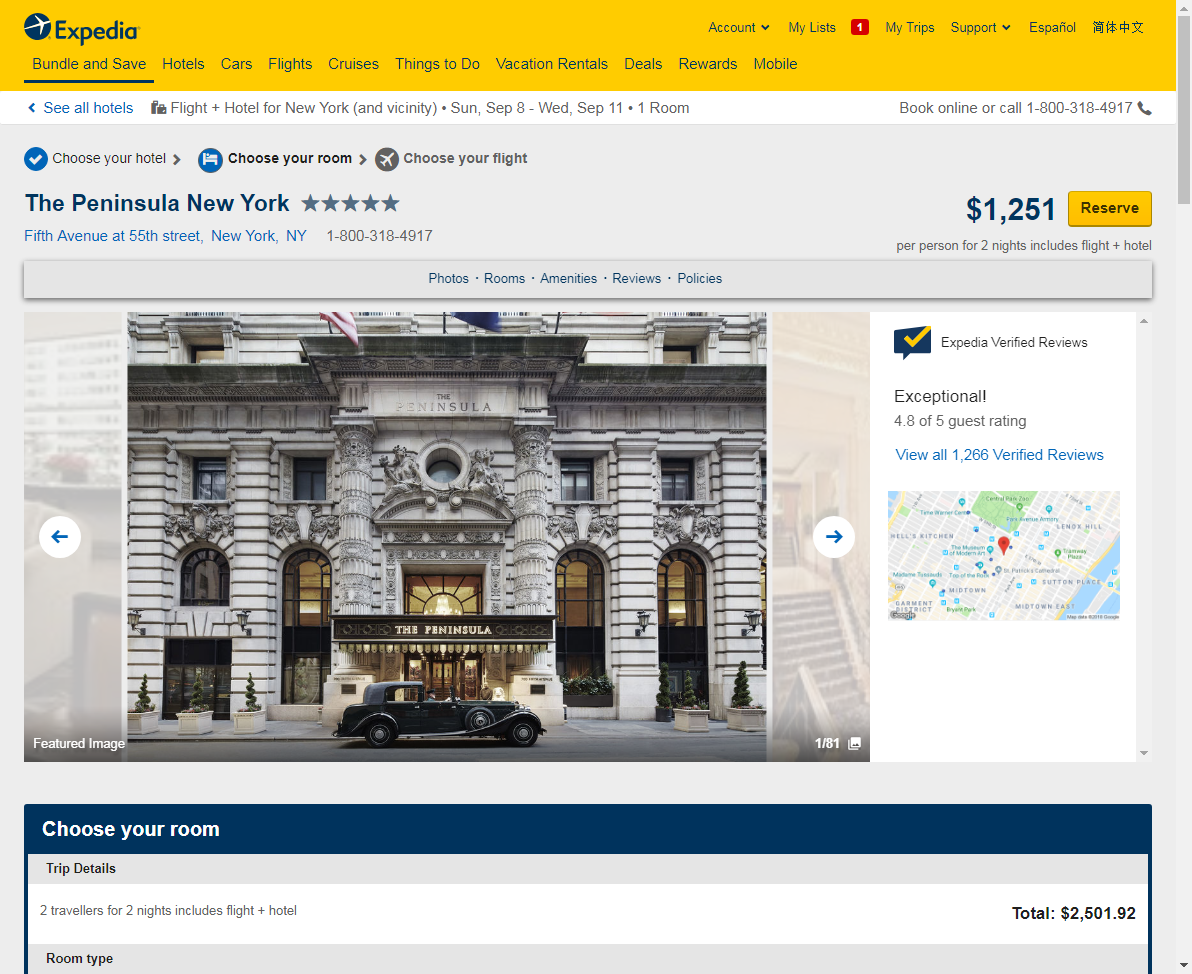 Expedia
Account
My Lists
1
My Trips
Support
Español
简体中文
Bundle and Save
Hotels
Cars
Flights
Cruises
Things to Do
Vacation Rentals
Deals
Rewards
Mobile
See all hotels
Flight + Hotel for New York (and vicinity) • Sun, Sep 8 - Wed, Sep 11 • 1 Room
Book online or call 1-800-318-4917
Choose your hotel
Choose your room
Choose your flight
The Peninsula New York
$1,251
Reserve
Fifth Avenue at 55th street, New York, NY
1-800-318-4917
per person for 2 nights includes flight + hotel
Photos · Rooms · Amenities · Reviews · Policies
THE
PENINSULA
THE PENINSULA
Featured Image
1/81
Expedia Verified Reviews
Exceptional!
4.8 of 5 guest rating
View all 1,266 Verified Reviews
Central Park Zoo
Time Warner Center
Park Avenue Armory
LENOX HILL
HELL'S KITCHEN
The Museum
of Modern Art
Tramway
Plaza
St. Patrick's Cathedral
Madame Tussauds
Top of the Rock
SUTTON PLACE
MIDTOWN
GARMENT
DISTRICT
Bryant Park
MIDTOWN EAST
Google
Choose your room
Trip Details
2 travellers for 2 nights includes flight + hotel
Total: $2,501.92
Room type